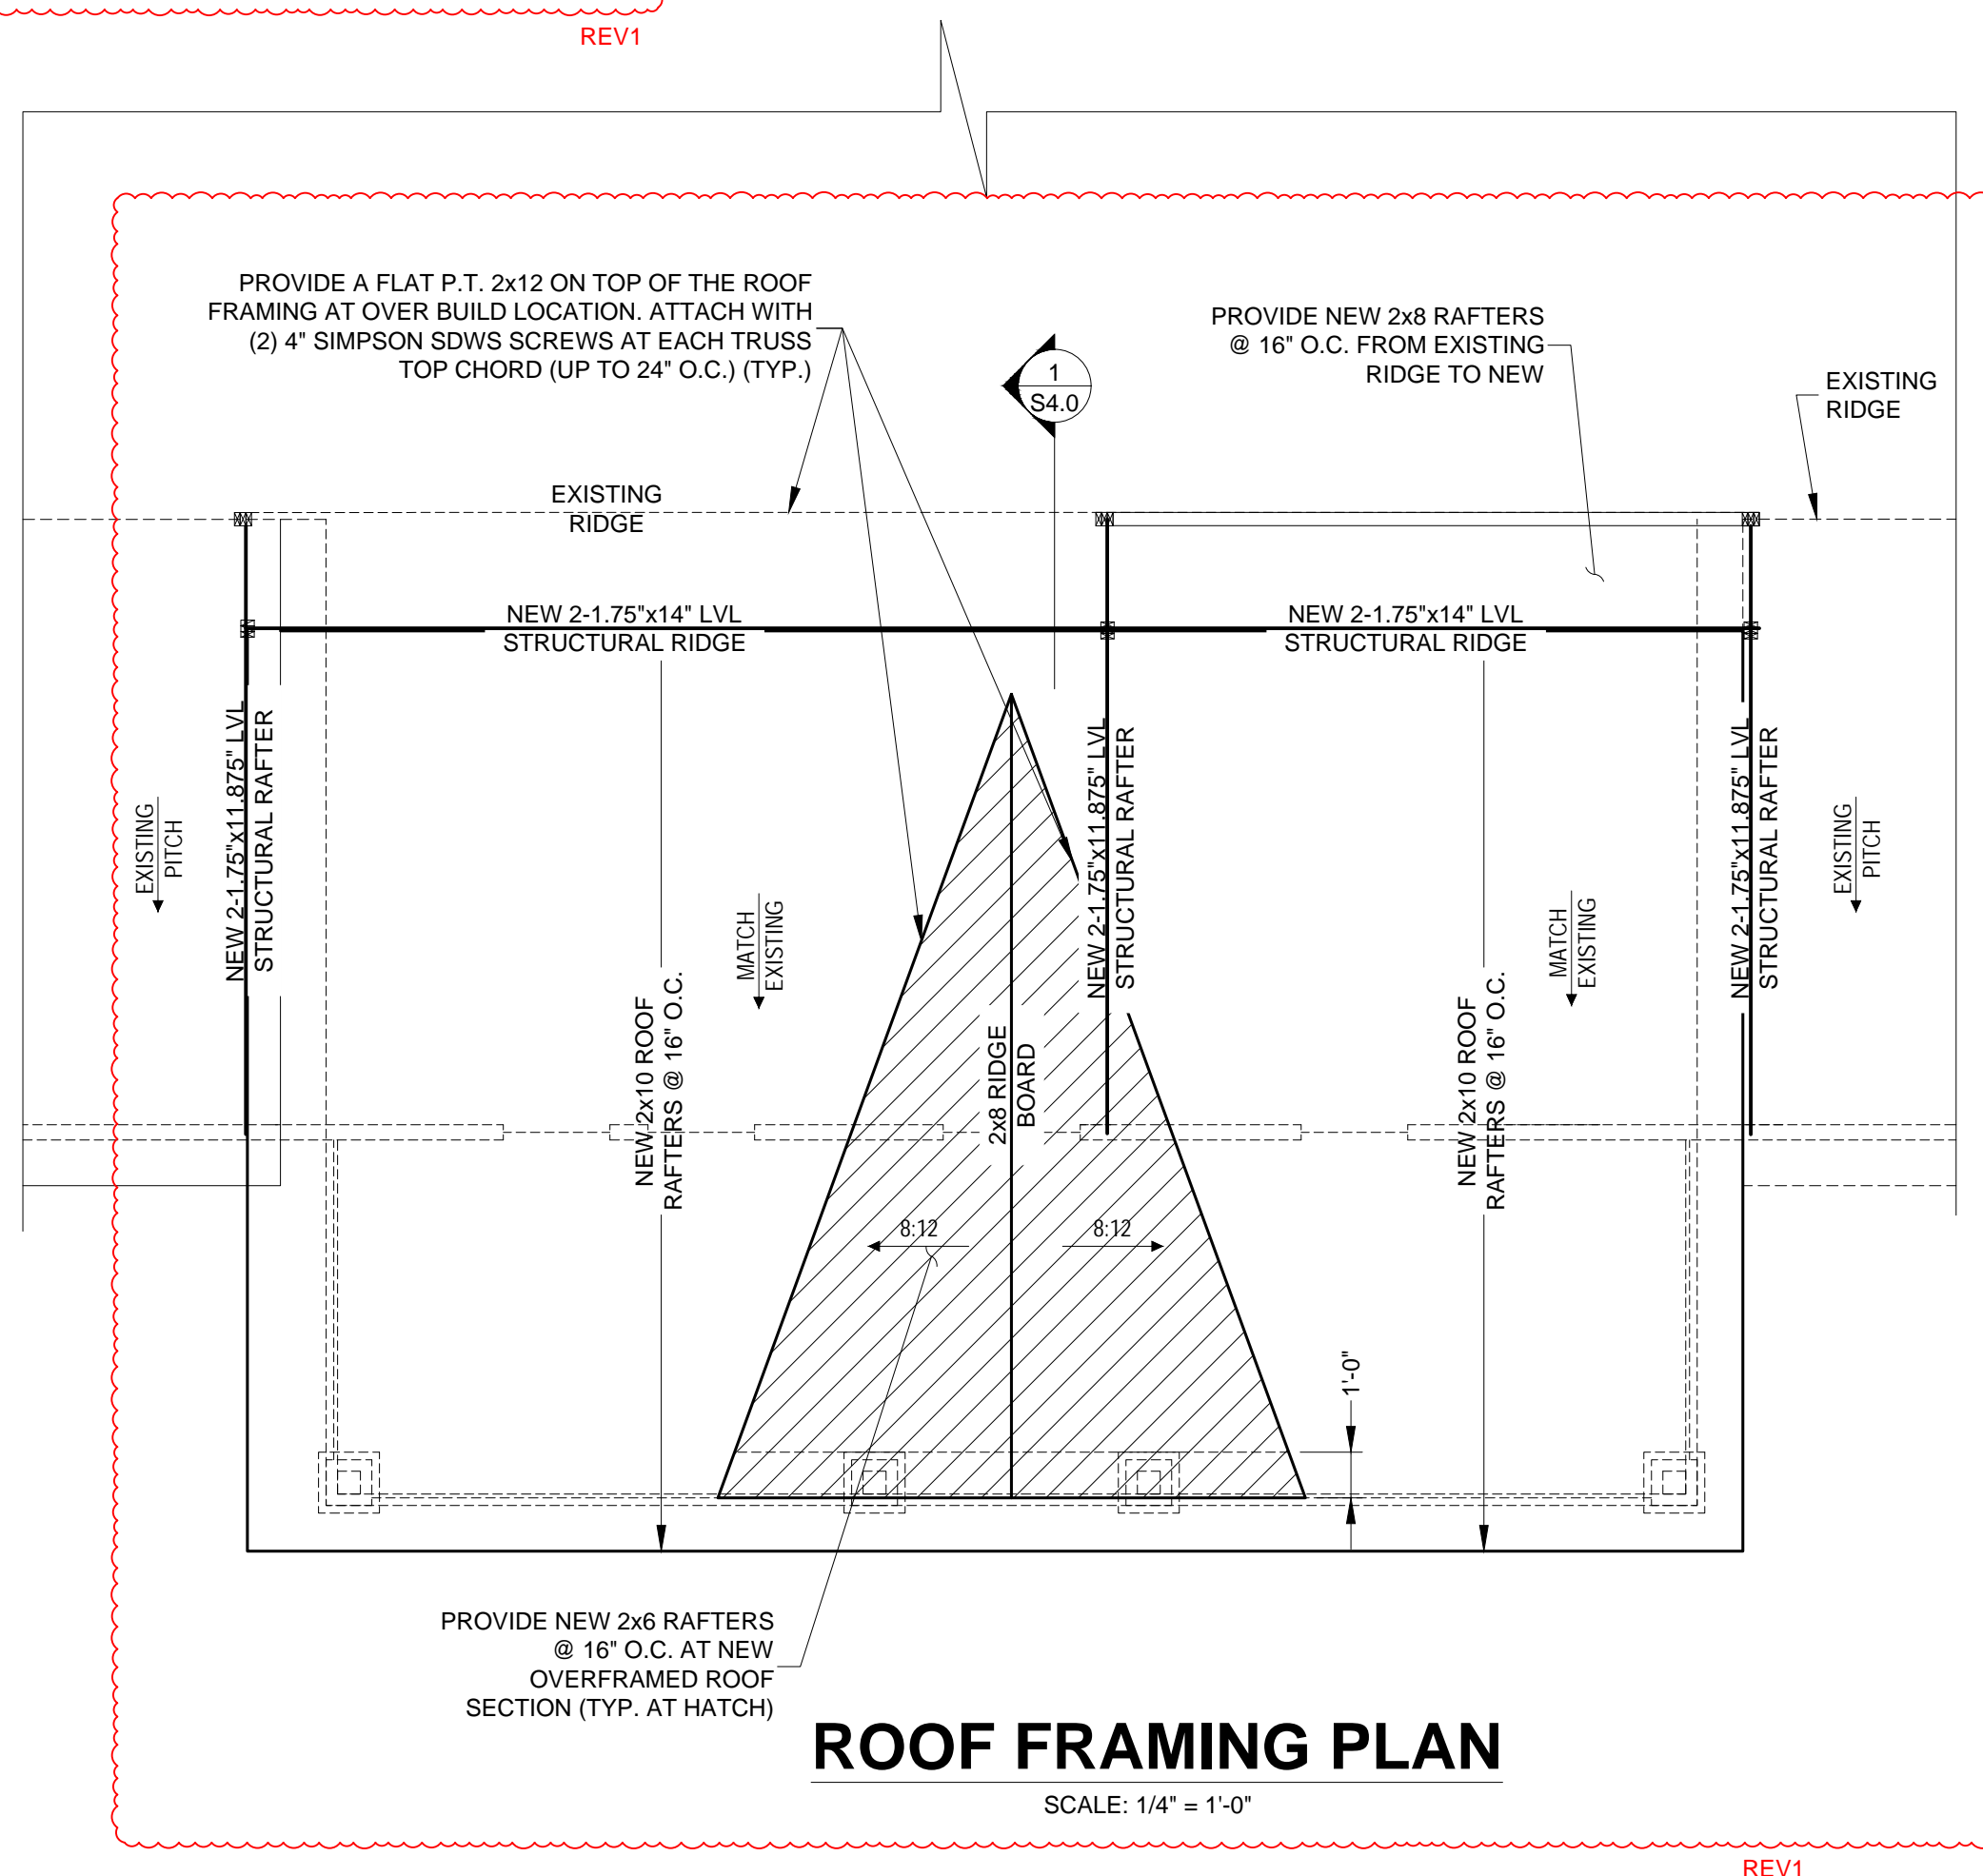 REV1
PROVIDE A FLAT P.T. 2x12 ON TOP OF THE ROOF
FRAMING AT OVER BUILD LOCATION. ATTACH WITH
(2) 4" SIMPSON SDWS SCREWS AT EACH TRUSS
TOP CHORD (UP TO 24" O.C.) (TYP.)
1
S4.0
PROVIDE NEW 2x8 RAFTERS
@ 16" O.C. FROM EXISTING
RIDGE TO NEW
EXISTING
RIDGE
EXISTING
RIDGE
NEW 2-1.75"x14" LVL
STRUCTURAL RIDGE
NEW 2-1.75"x14" LVL
STRUCTURAL RIDGE
EXISTING
PITCH
NEW 2-1.75"x11.875" LVL
STRUCTURAL RAFTER
MATCH
EXISTING
NEW 2x10 ROOF
RAFTERS @ 16" O.C.
2x8 RIDGE
BOARD
NEW 2-1.75"x11.875" LVL
STRUCTURAL RAFTER
MATCH
EXISTING
NEW 2x10 ROOF
RAFTERS @ 16" O.C.
NEW 2-1.75"x11.875" LVL
STRUCTURAL RAFTER
EXISTING
PITCH
8:12
8:12
1'-0"
PROVIDE NEW 2x6 RAFTERS
@ 16" O.C. AT NEW
OVERFRAMED ROOF
SECTION (TYP. AT HATCH)
ROOF FRAMING PLAN
SCALE: 1/4" = 1'-0"
REV1